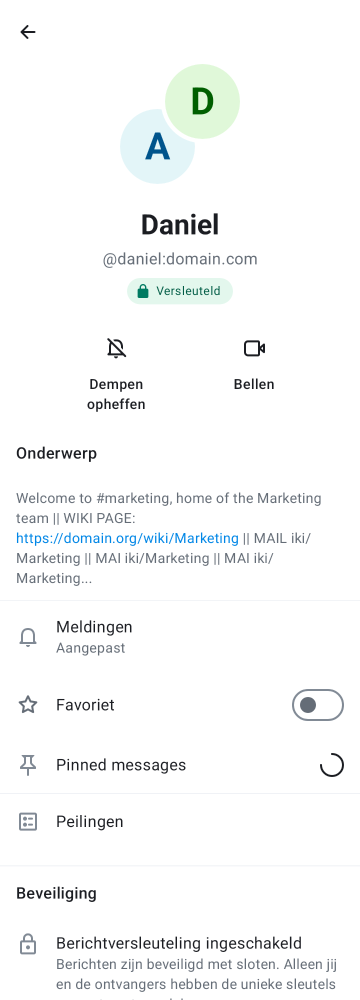 D
A
Daniel
@daniel:domain.com
Versleuteld
Dempen
opheffen
Bellen
Onderwerp
Welcome to #marketing, home of the Marketing
team || WIKI PAGE:
https://domain.org/wiki/Marketing || MAIL iki/
Marketing || MAI iki/Marketing || MAI iki/
Marketing...
Meldingen
Aangepast
Favoriet
Pinned messages
Peilingen
Beveiliging
Berichtversleuteling ingeschakeld
Berichten zijn beveiligd met sloten. Alleen jij
en de ontvangers hebben de unieke sleutels